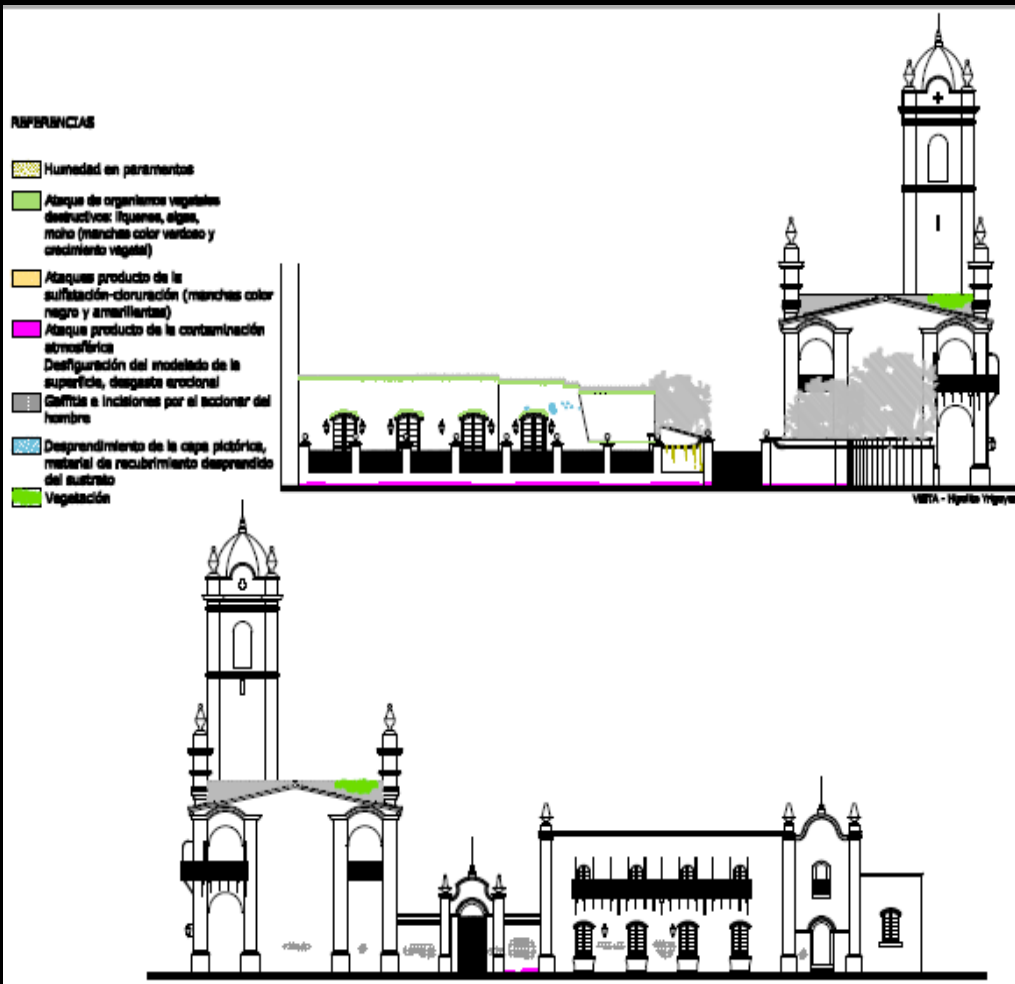 REFERENCIAS
Humedad en paramentos
Ataque de organismos vegetales
destructivos: líquenes, algas,
moho (manchas color verdoso y
crecimiento vegetal)
Ataques producto de la
sulfatación-cloruración (manchas color
negro y amarillentas)
Ataque producto de la contaminación
atmosférica
Desfiguración del modelado de la
superficie, desgaste erocional
Gaffitis e incisiones por el accionar del
hombre
Desprendimiento de la capa pictórica,
material de recubrimiento desprendido
del sustrato
Vegetación
VISTA - Hipolito Yrigoyen